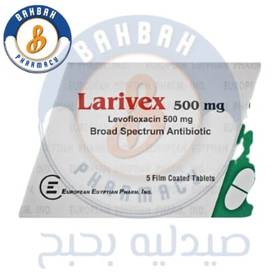 BAHBAH
PHARMACY
Larivex 500 mg
Levofloxacin 500 mg
Broad Spectrum Antibiotic
5 Film Coated Tablets
EUROPEAN EGYPTIAN PHARM. IND.
صيدليه بحبح